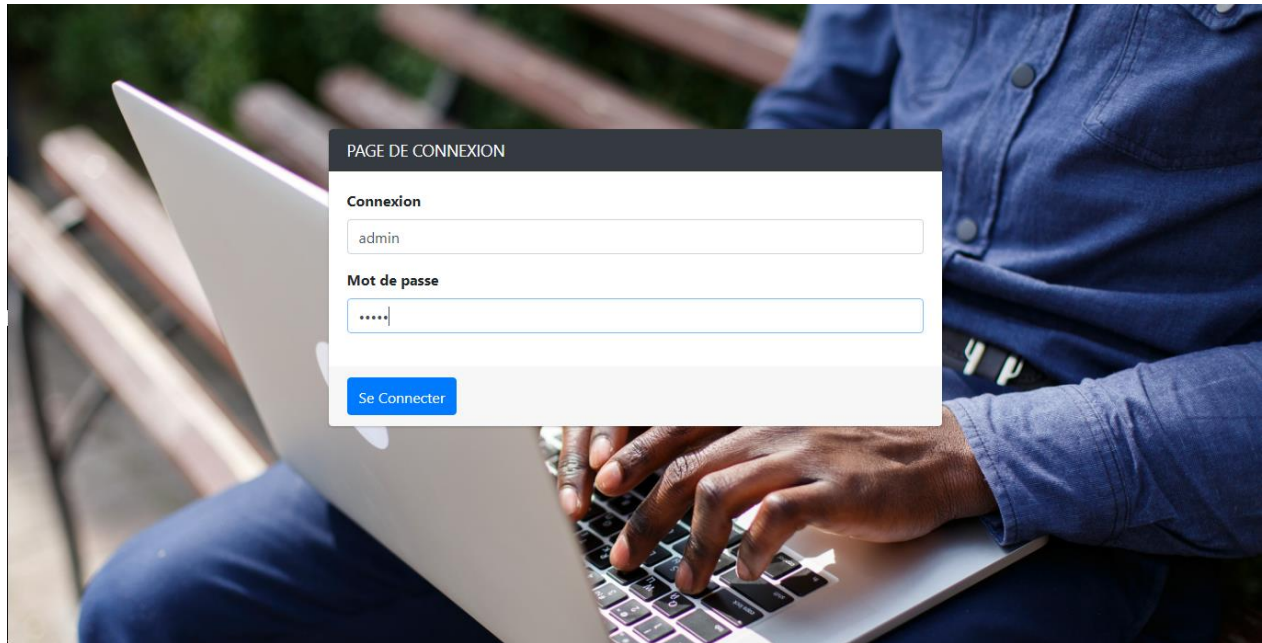 PAGE DE CONNEXION
Connexion
admin
Mot de passe
•••••
Se Connecter